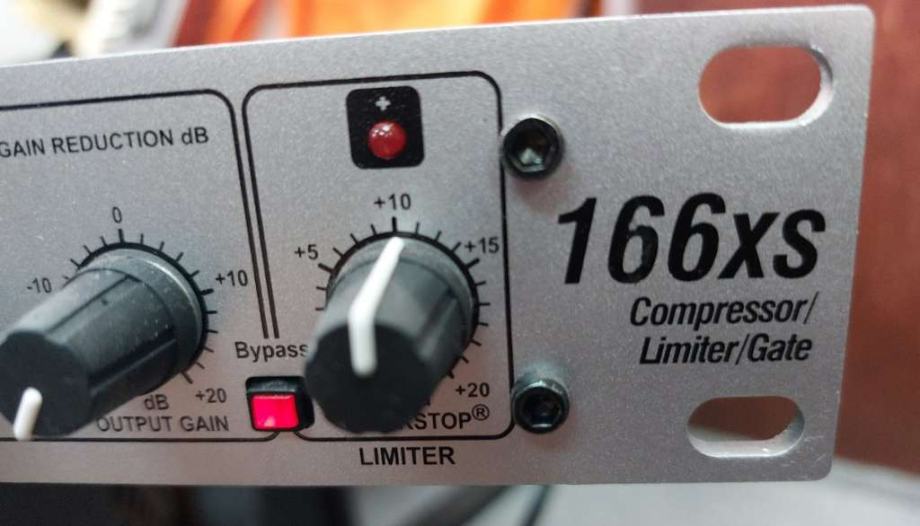 GAIN REDUCTION dB
0
-10
+10
+20
dB
OUTPUT GAIN
Bypass
+
+5
+10
+15
+20
RSTOP®
LIMITER
166xs
Compressor/
Limiter/Gate